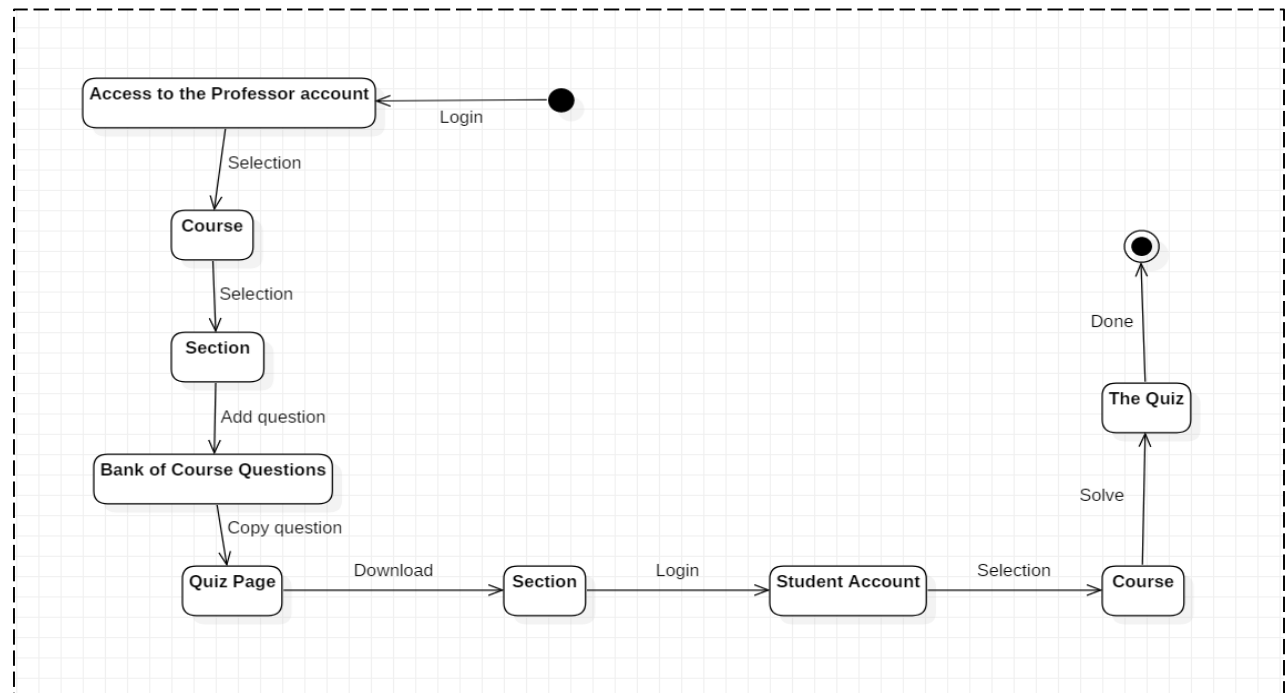 Access to the Professor account
Login
Selection
Course
Selection
Section
Add question
Bank of Course Questions
Copy question
Quiz Page
Download
Section
Login
Student Account
Selection
Course
Solve
The Quiz
Done